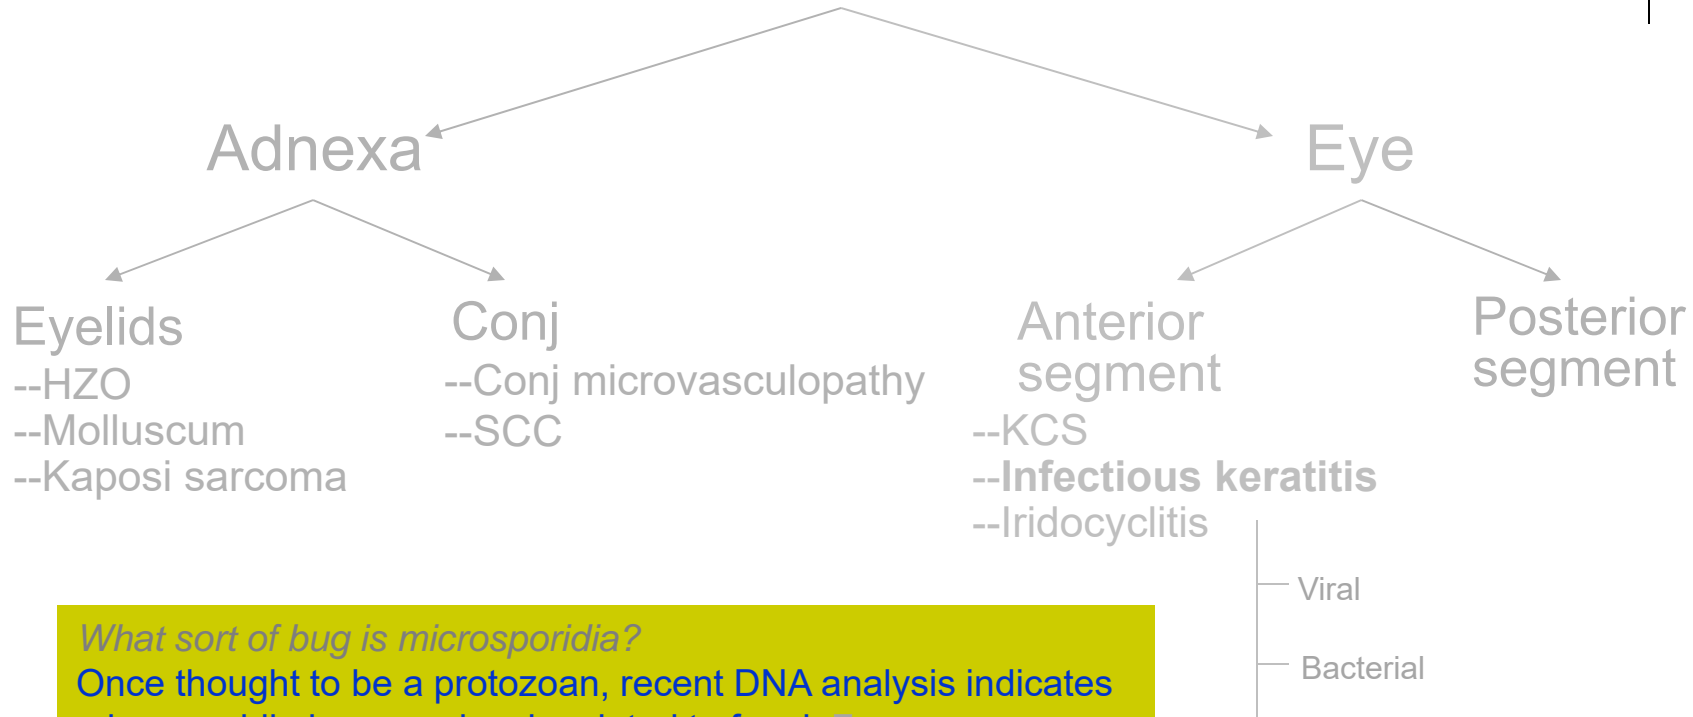 Adnexa
Eye
Eyelids
--HZO
--Molluscum
--Kaposi sarcoma
Conj
--Conj microvasculopathy
--SCC
Anterior
segment
--KCS
--Infectious keratitis
--Iridocyclitis
Posterior
segment
Viral
Bacterial
What sort of bug is microsporidia?
Once thought to be a protozoan, recent DNA analysis indicates